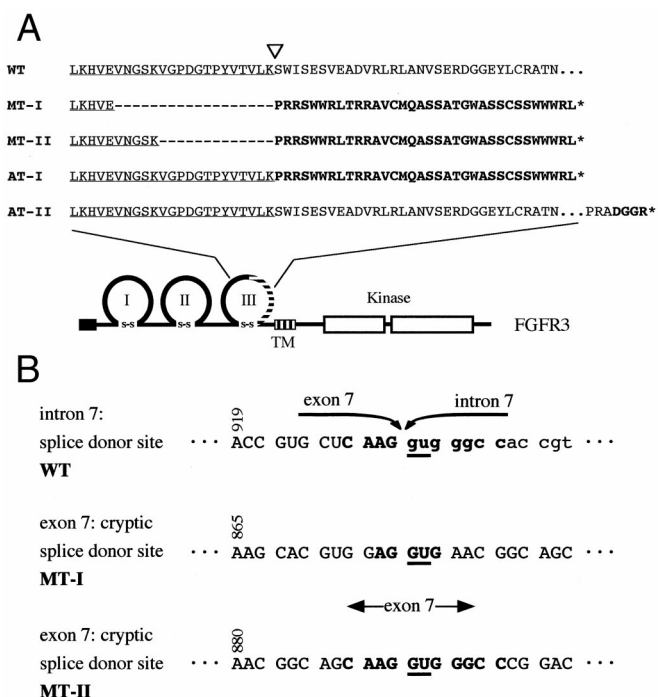 A
WT LKHVEVNGSKVGPDGTPYVTVLKSWISESVEADVRLRLANVSERDGGEYLCRATN...
MT-I LKHVE------------------PRRSWWRLTRRAVCMQASSATGWASSCSSWWWRL*
MT-II LKHVEVNGSK-------------PRRSWWRLTRRAVCMQASSATGWASSCSSWWWRL*
AT-I LKHVEVNGSKVGPDGTPYVTVLKPRRSWWRLTRRAVCMQASSATGWASSCSSWWWRL*
AT-II LKHVEVNGSKVGPDGTPYVTVLKSWISESVEADVRLRLANVSERDGGEYLCRATN...PRADGGR*
I II III Kinase
s-s s-s s-s FGFR3
TM
B
exon 7 intron 7
intron 7: 919
splice donor site ··· ACC GUG CUC AAG gug ggc cac cgt ···
WT
exon 7: cryptic 865
splice donor site ··· AAG CAC GUG GAG GUG AAC GGC AGC ···
MT-I
exon 7
exon 7: cryptic 880
splice donor site ··· AAC GGC AGC AAG GUG GGC CCG GAC ···
MT-II